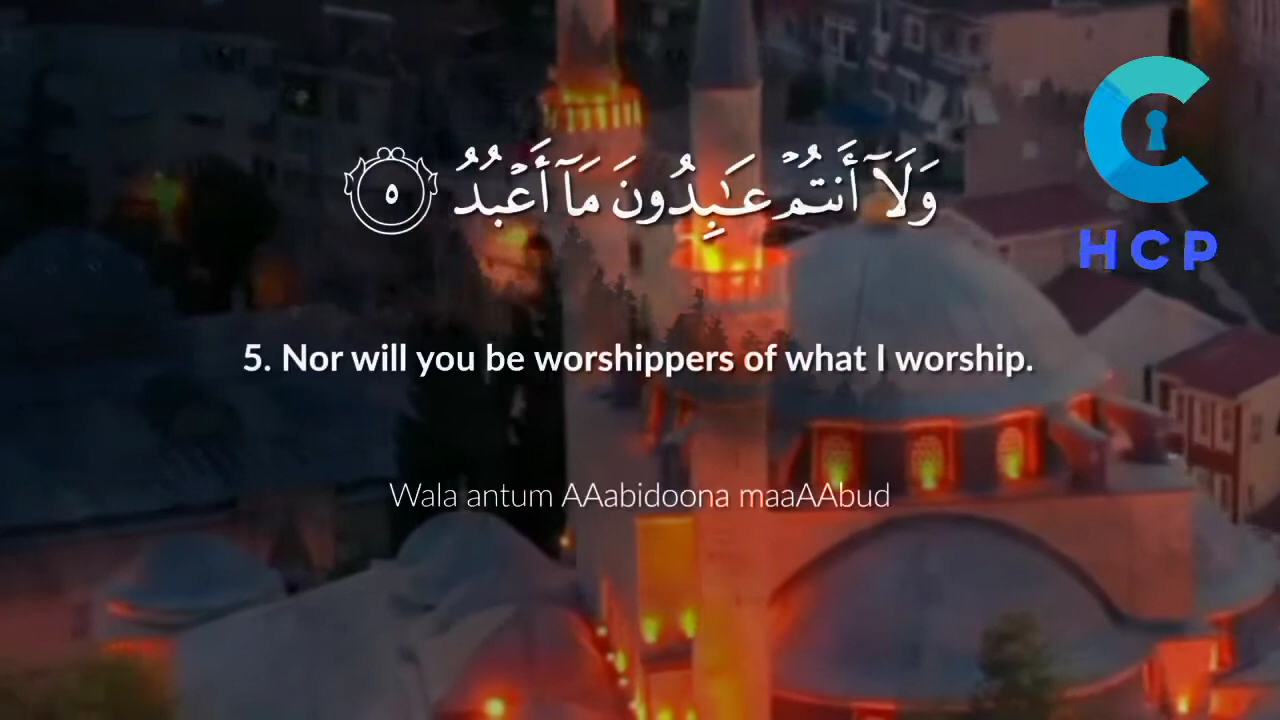 وَلَآ أَنتُمْ عَـٰبِدُونَ مَآ أَعْبُدُ ٥
HCP
5. Nor will you be worshippers of what I worship.
Wala antum AAabidoona maaAAbud